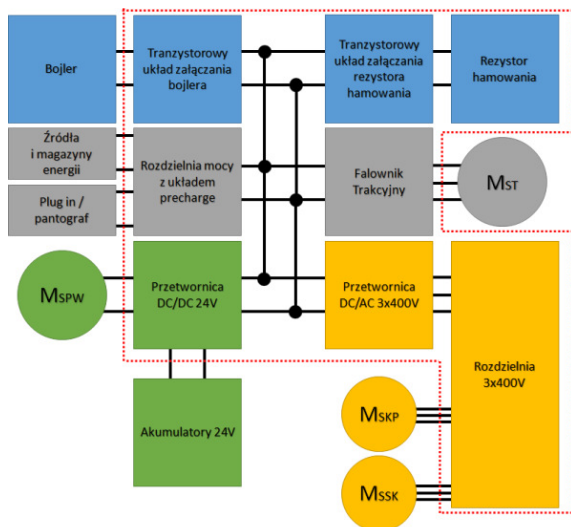 Bojler
Tranzystorowy
układ załączania
bojlera
Tranzystorowy
układ załączania
rezystora
hamowania
Rezystor
hamowania
Źródła
i magazyny
energii
Plug in /
pantograf
Rozdzielnia mocy
z układem
precharge
Falownik
Trakcyjny
MST
MSPW
Przetwornica
DC/DC 24V
Przetwornica
DC/AC 3x400V
Rozdzielnia
3x400V
Akumulatory 24V
MSKP
MSSK